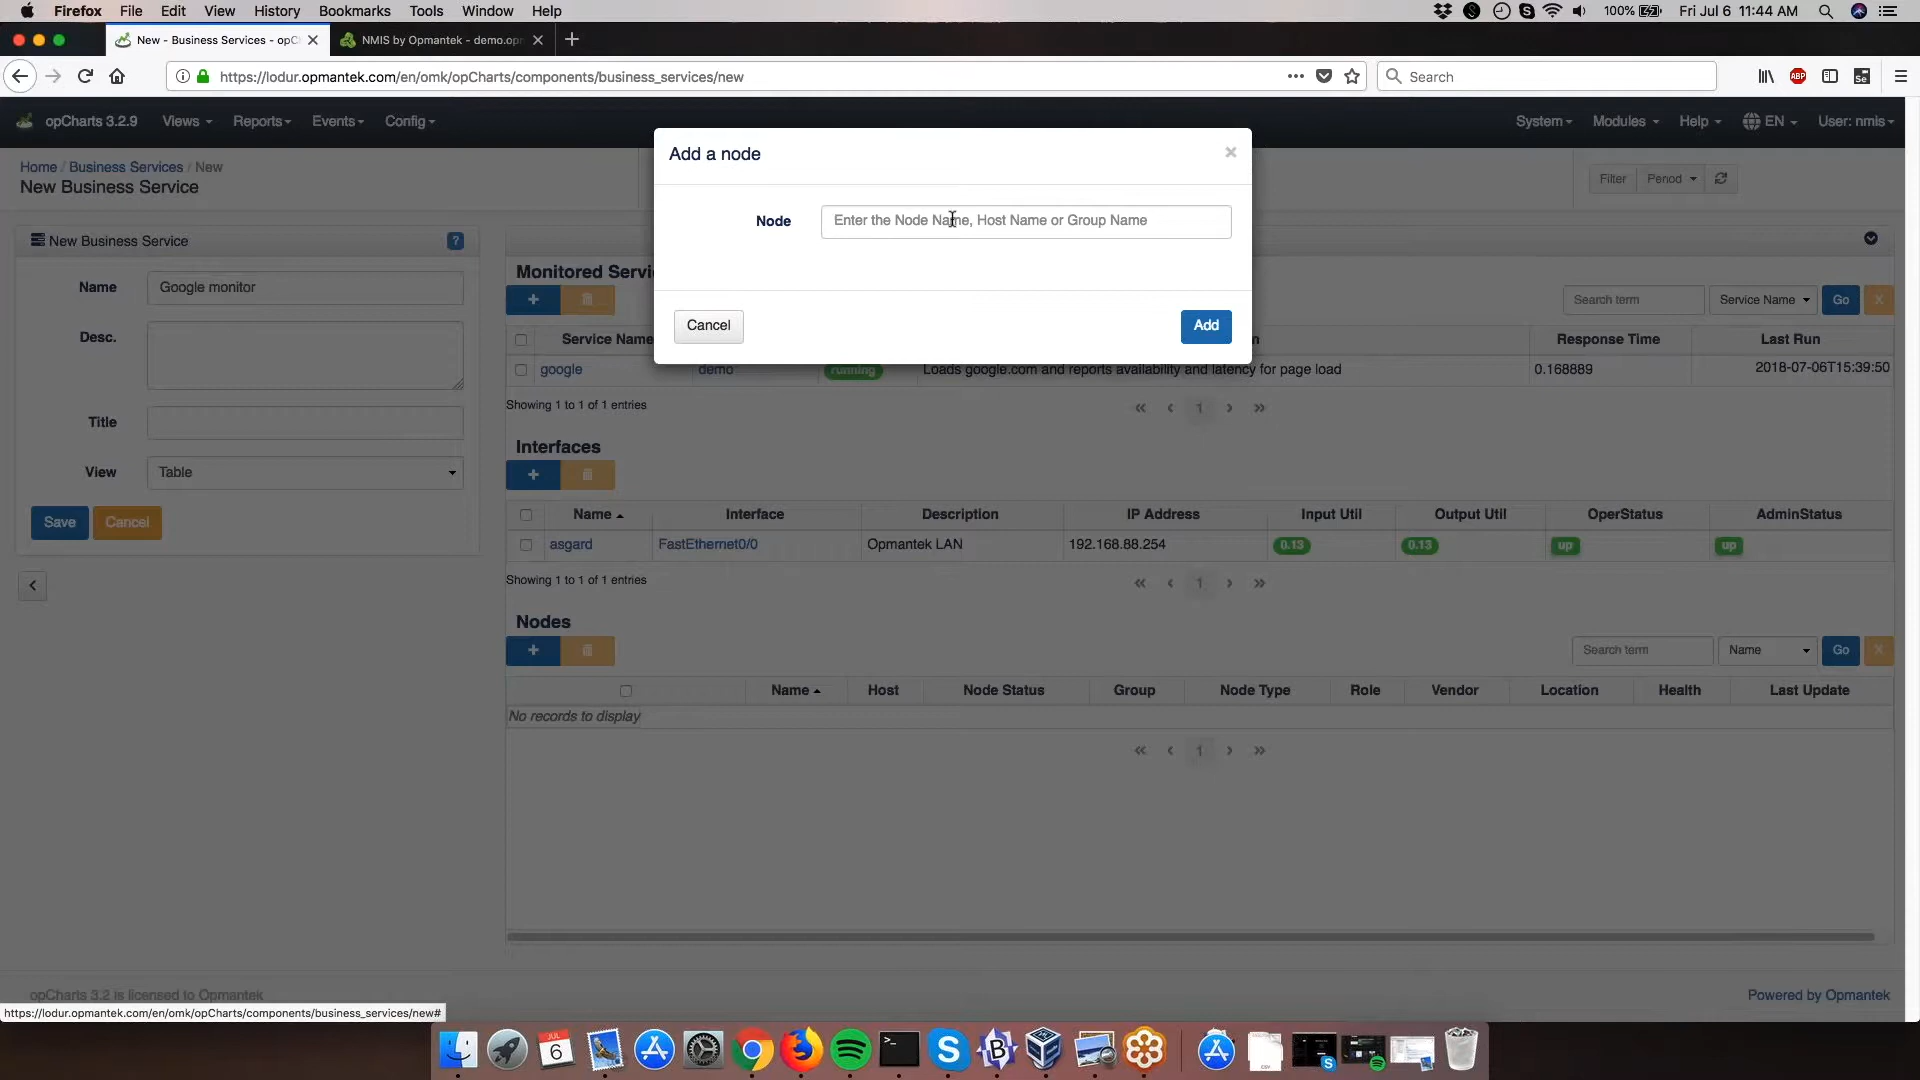 Firefox File Edit View History Bookmarks Tools Window Help 100% Fri Jul 6 11:44 AM
New - Business Services - opC NMIS by Opmantek - demo.opm
https://lodur.opmantek.com/en/omk/opCharts/components/business_services/new Search ABP Se
opCharts 3.2.9 Views Reports Events Config System Modules Help EN User: nmis
Home / Business Services / New
New Business Service
Filter Period
Add a node ×
Node Enter the Node Name, Host Name or Group Name
Cancel Add
New Business Service ?
Name Google monitor
Desc.
Title
View Table
Save Cancel
Monitored Servi
+ Search term Service Name Go X
Service Name Response Time Last Run
google demo running Loads google.com and reports availability and latency for page load 0.168889 2018-07-06T15:39:50
Showing 1 to 1 of 1 entries « ‹ 1 › »
Interfaces
+
Name Interface Description IP Address Input Util Output Util OperStatus AdminStatus
asgard FastEthernet0/0 Opmantek LAN 192.168.88.254 0.13 0.13 up up
Showing 1 to 1 of 1 entries « ‹ 1 › »
Nodes
+ Search term Name Go X
Name Host Node Status Group Node Type Role Vendor Location Health Last Update
No records to display
« ‹ 1 › »
opCharts 3.2 is licensed to Opmantek Powered by Opmantek
https://lodur.opmantek.com/en/omk/opCharts/components/business_services/new#
JUL
6